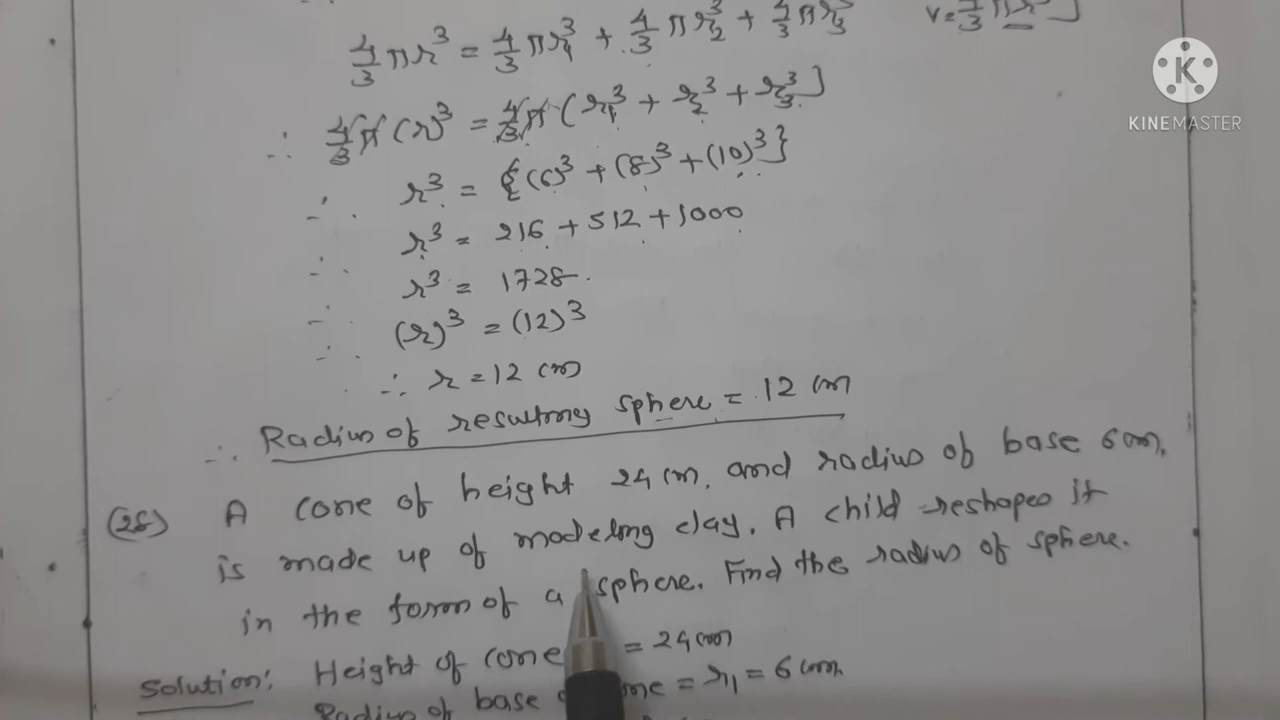 4/3 πr³ = 4/3 πr₁³ + 4/3 πr₂³ + 4/3 πr₃³
K
KINEMASTER
∴ 4/3 π (r)³ = 4/3 π (r₁³ + r₂³ + r₃³]
∴ r³ = {(6)³ + (8)³ + (10)³}
∴ r³ = 216 + 512 + 1000
∴ r³ = 1728.
∴ (r)³ = (12)³
∴ r = 12 cm
∴ Radius of resulting sphere = 12 cm
(28) A cone of height 24 cm, and radius of base 6 cm,
is made up of modelong clay. A child reshapes it
in the form of a sphere. Find the radius of sphere.
Solution: Height of cone = 24 cm
Radius of base = r₁ = 6 cm